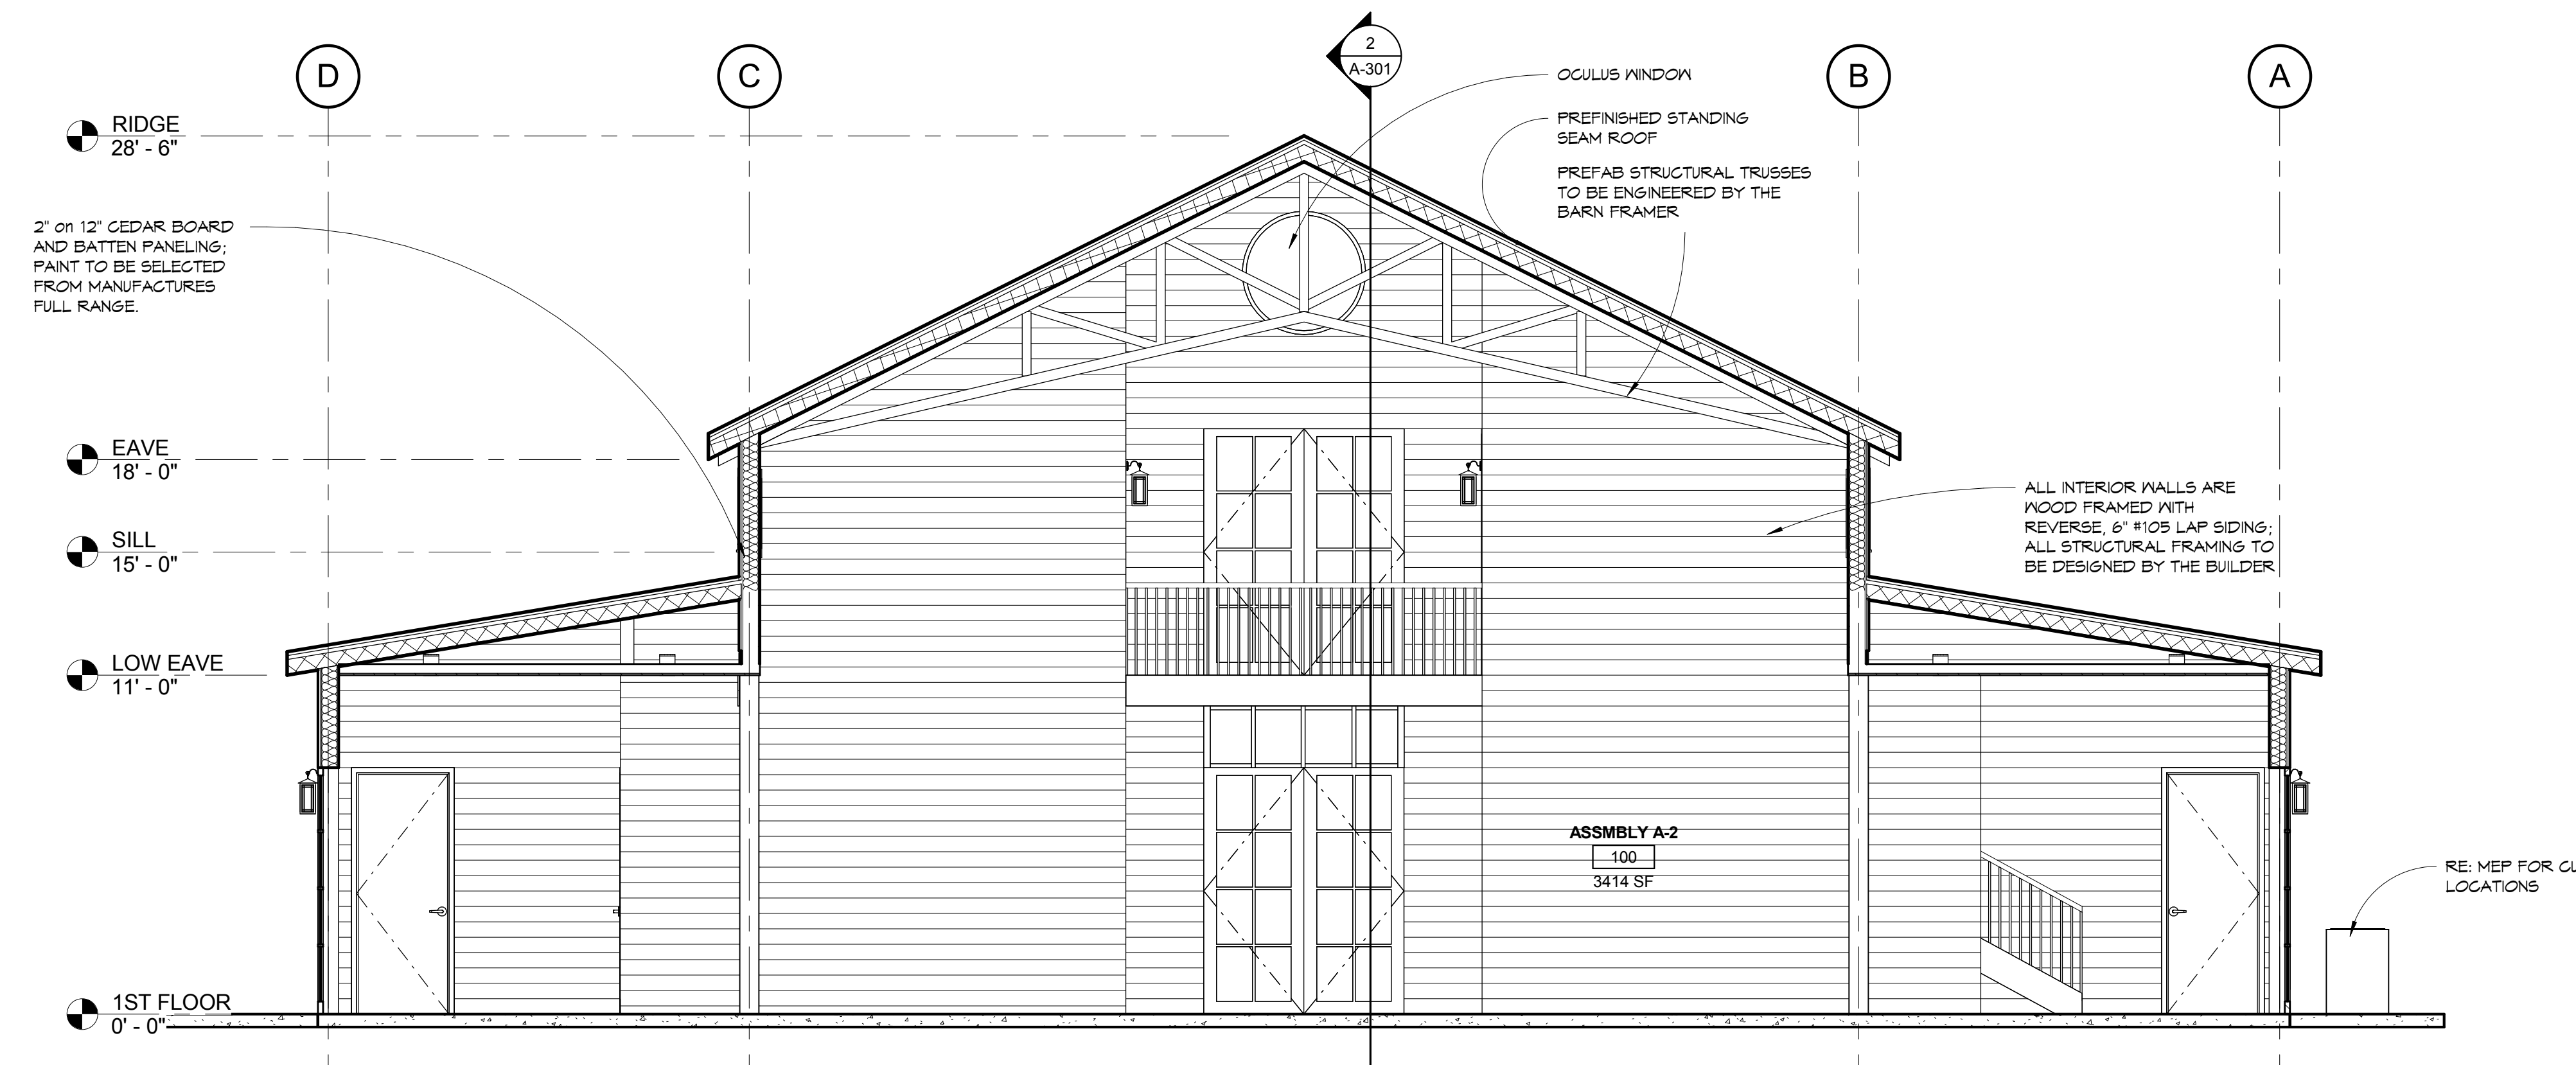 D
C
2
A-301
B
A
RIDGE
28' - 6"
OCULUS WINDOW
PREFINISHED STANDING
SEAM ROOF
PREFAB STRUCTURAL TRUSSES
TO BE ENGINEERED BY THE
BARN FRAMER
2" on 12" CEDAR BOARD
AND BATTEN PANELING;
PAINT TO BE SELECTED
FROM MANUFACTURES
FULL RANGE.
EAVE
18' - 0"
SILL
15' - 0"
ALL INTERIOR WALLS ARE
WOOD FRAMED WITH
REVERSE, 6" #105 LAP SIDING;
ALL STRUCTURAL FRAMING TO
BE DESIGNED BY THE BUILDER
LOW EAVE
11' - 0"
ASSMBLY A-2
100
3414 SF
RE: MEP FOR
LOCATIONS
1ST FLOOR
0' - 0"